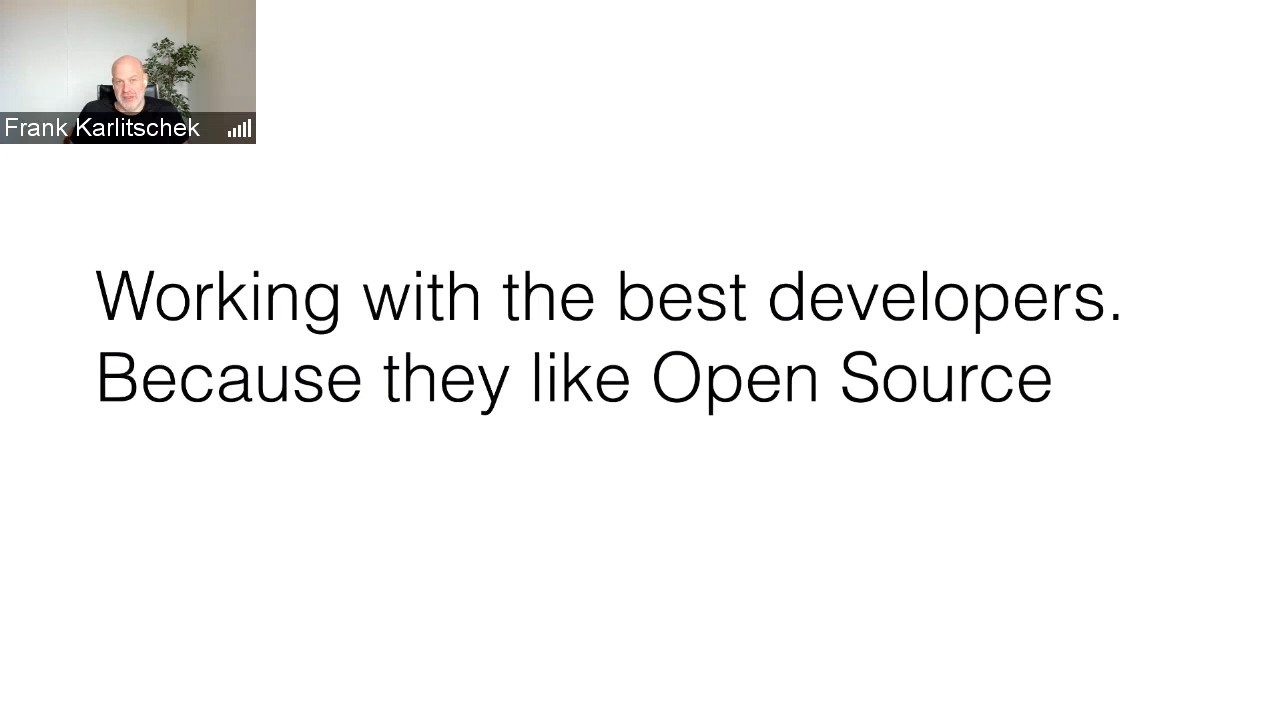 Frank Karlitschek
Working with the best developers.
Because they like Open Source